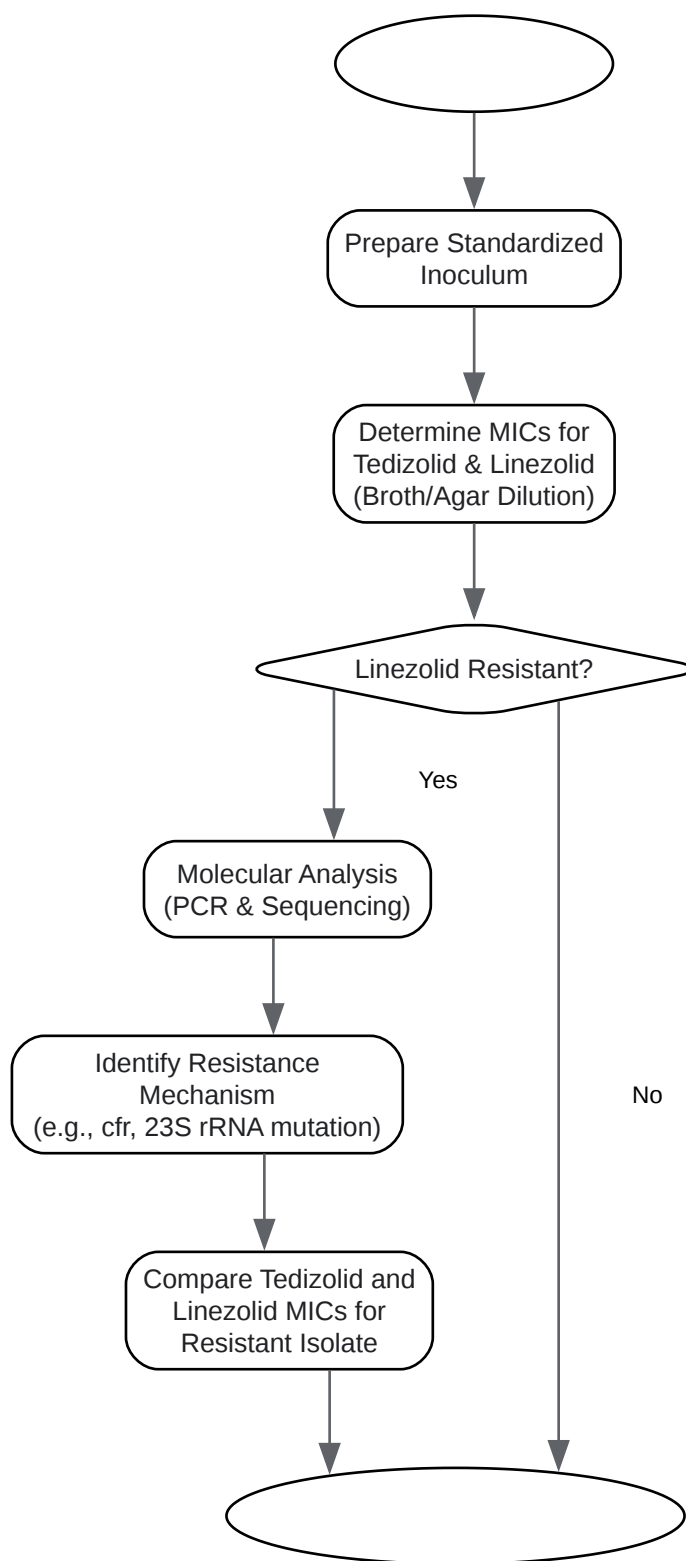 Prepare Standardized
Inoculum
Determine MICs for
Tedizolid & Linezolid
(Broth/Agar Dilution)
Linezolid Resistant?
Yes
Molecular Analysis
(PCR & Sequencing)
Identify Resistance
Mechanism
(e.g., cfr, 23S rRNA mutation)
No
Compare Tedizolid and
Linezolid MICs for
Resistant Isolate